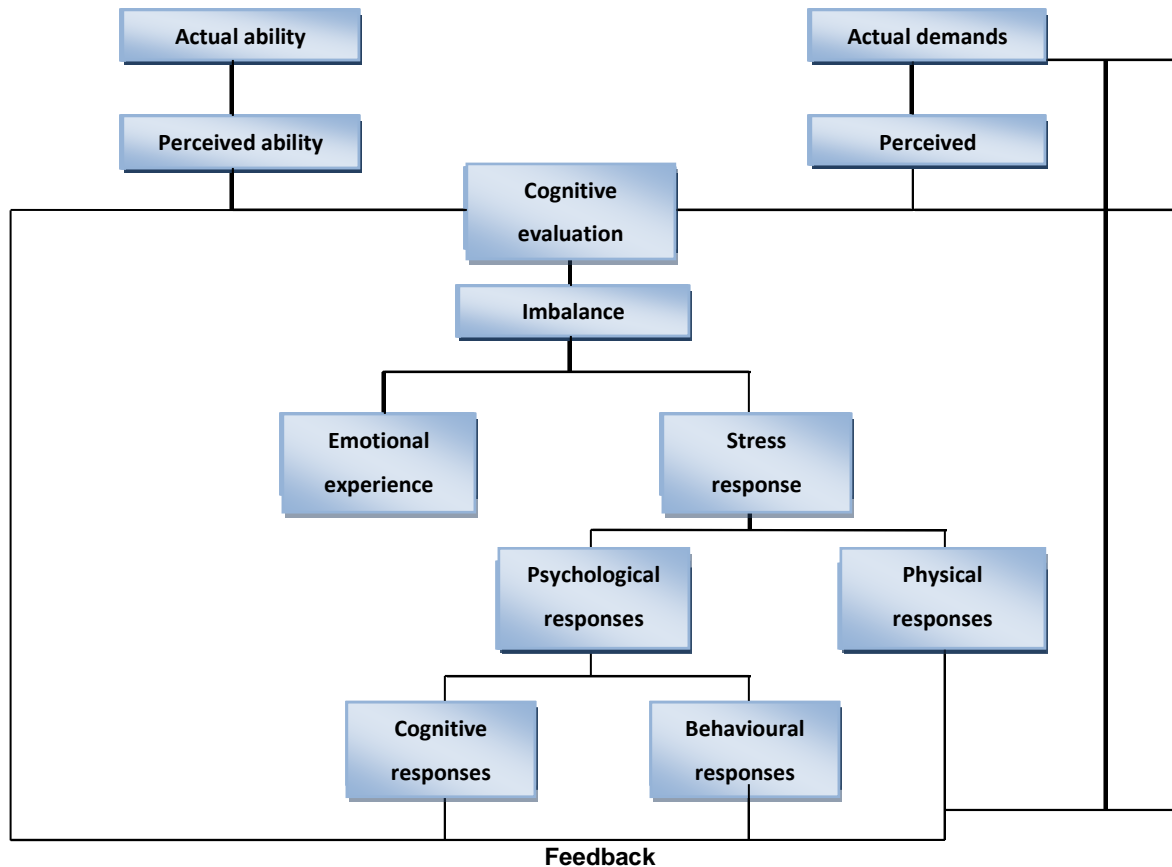 Actual ability
Actual demands
Perceived ability
Perceived
Cognitive
evaluation
Imbalance
Emotional
experience
Stress
response
Psychological
responses
Physical
responses
Cognitive
responses
Behavioural
responses
Feedback